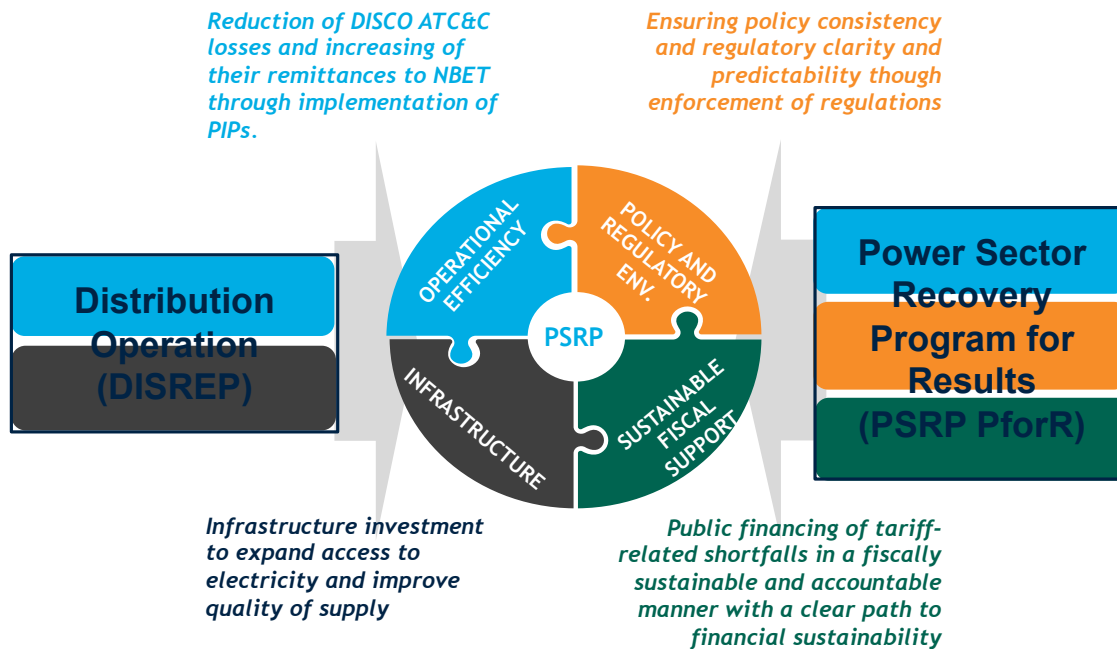 Reduction of DISCO ATC&C
losses and increasing of
their remittances to NBET
through implementation of
PIPs.
Ensuring policy consistency
and regulatory clarity and
predictability though
enforcement of regulations
Distribution
Operation
(DISREP)
OPERATIONAL
EFFICIENCY
POLICY AND
REGULATORY
ENV.
PSRP
INFRASTRUCTURE
SUSTAINABLE
FISCAL
SUPPORT
Power Sector
Recovery
Program for
Results
(PSRP PforR)
Infrastructure investment
to expand access to
electricity and improve
quality of supply
Public financing of tariff-
related shortfalls in a fiscally
sustainable and accountable
manner with a clear path to
financial sustainability